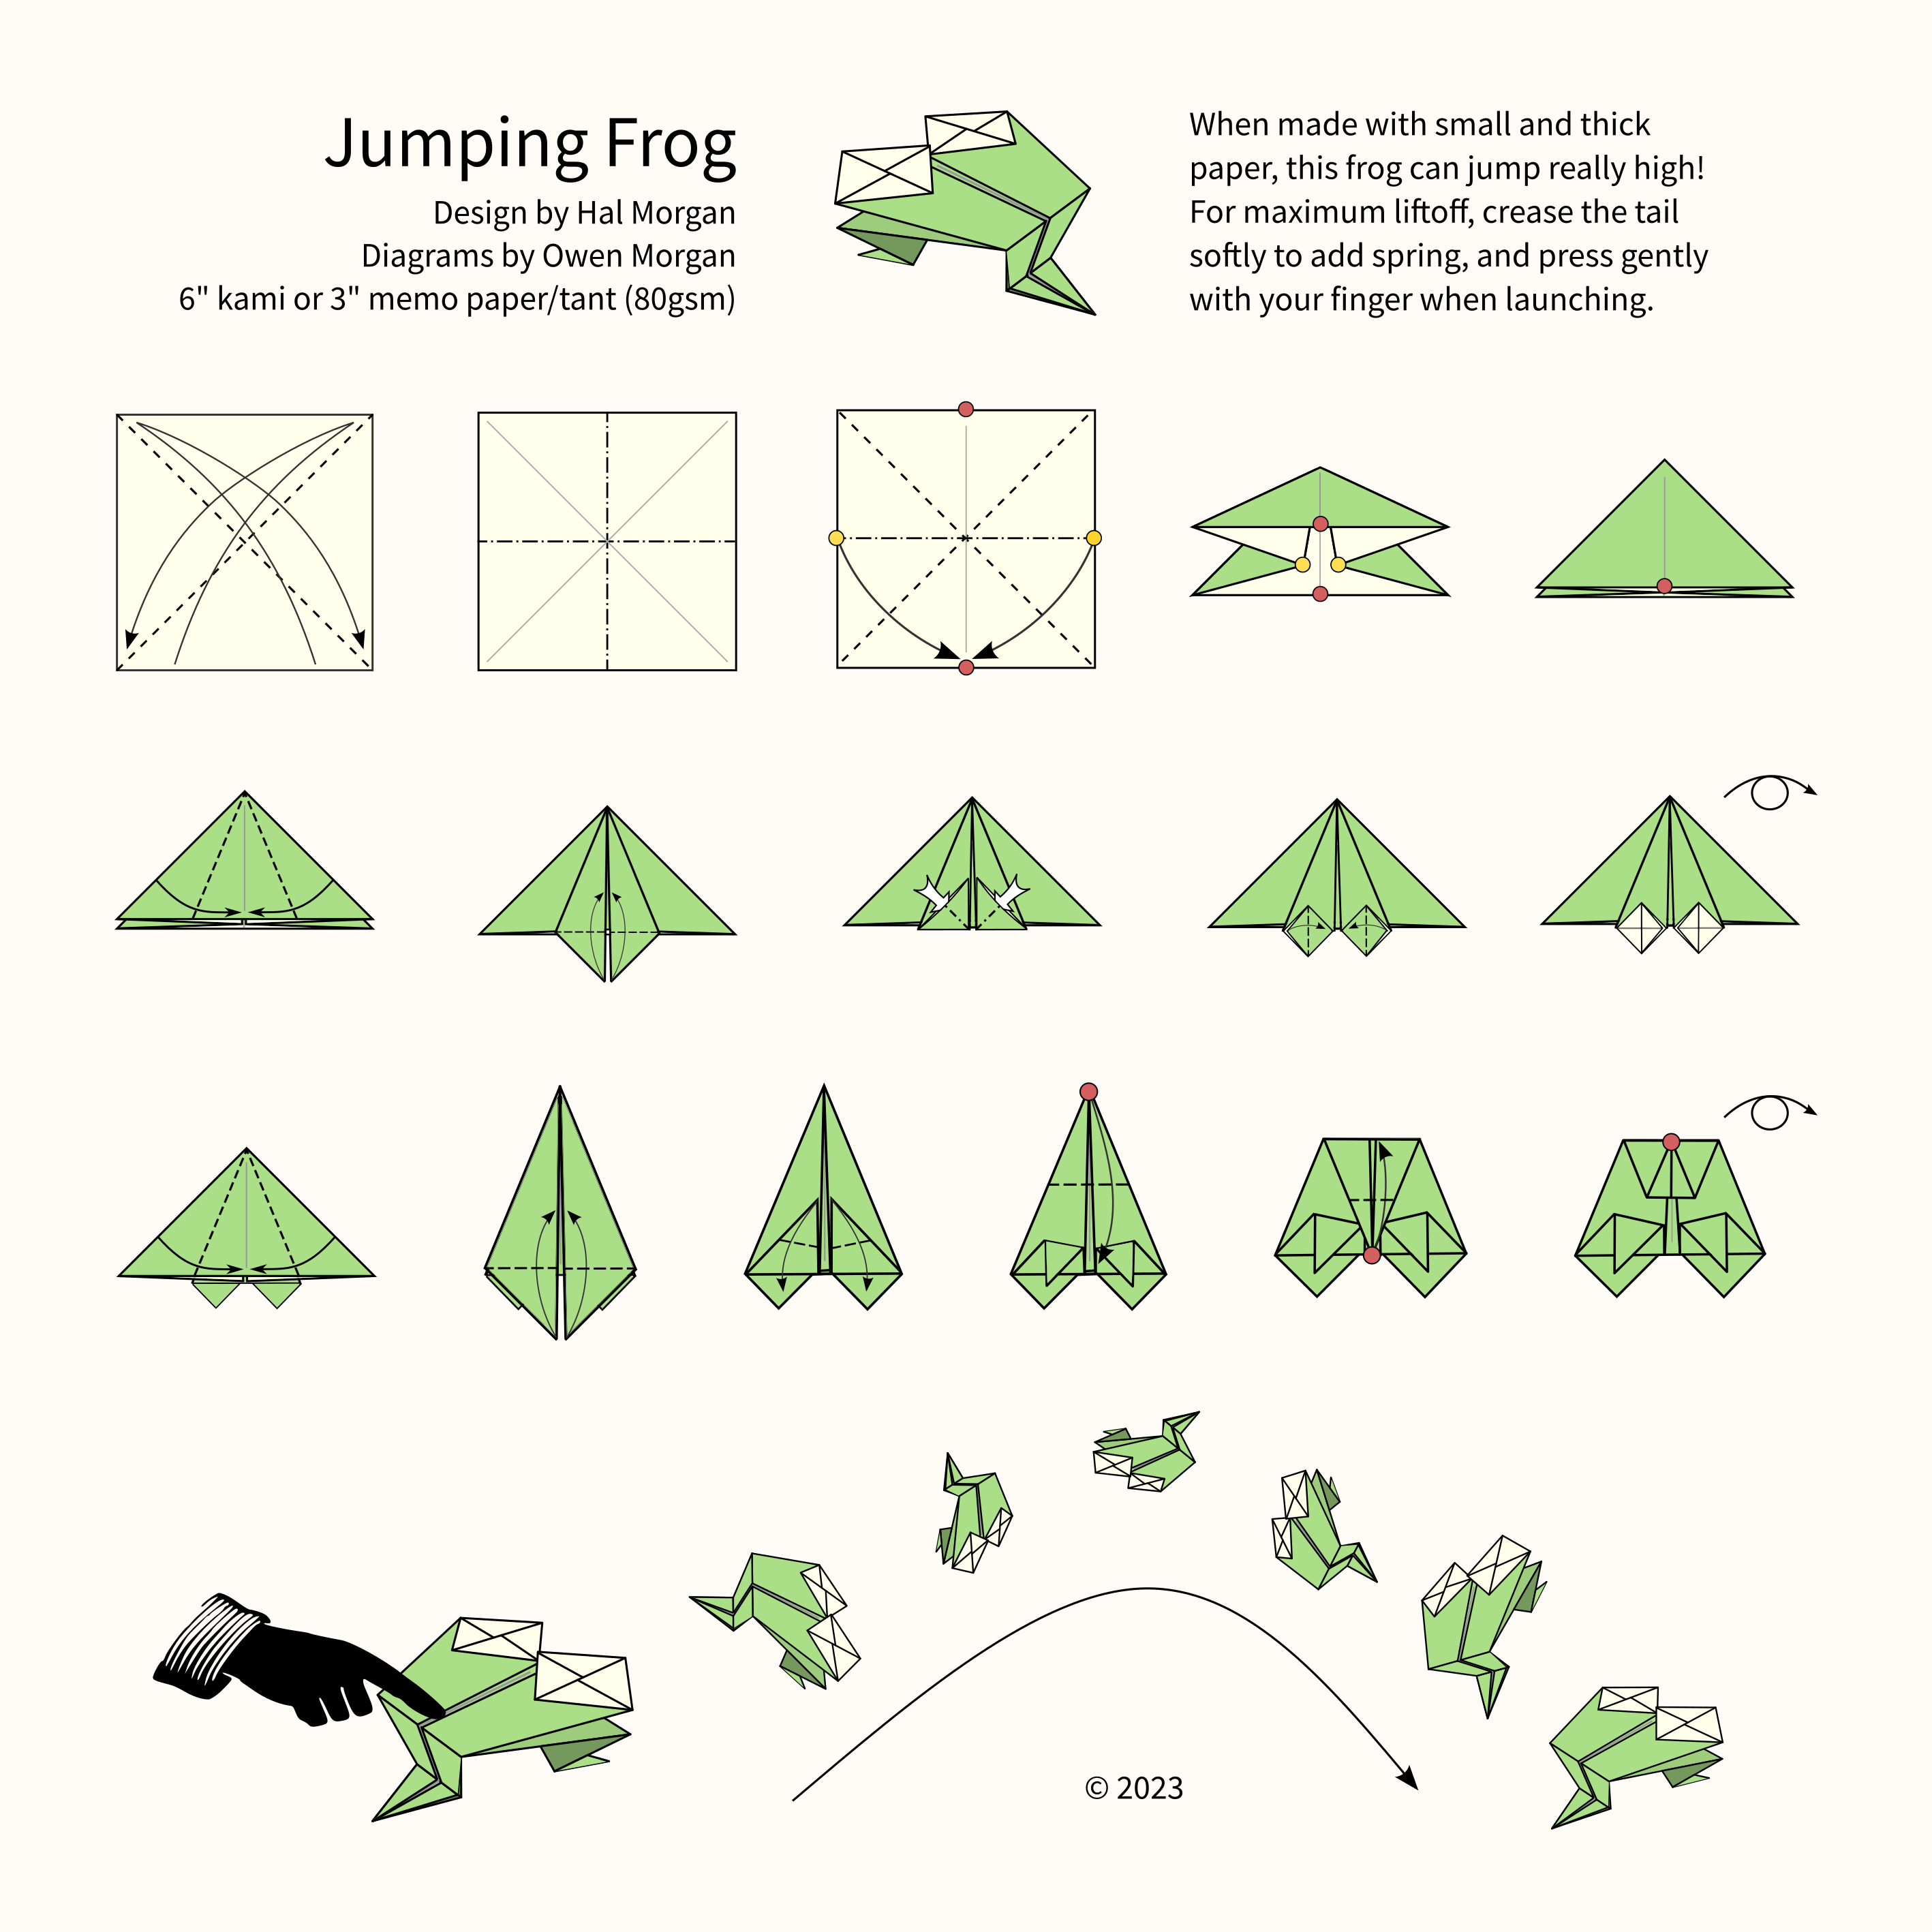 Jumping Frog
Design by Hal Morgan
Diagrams by Owen Morgan
6" kami or 3" memo paper/tant (80gsm)
When made with small and thick
paper, this frog can jump really high!
For maximum liftoff, crease the tail
softly to add spring, and press gently
with your finger when launching.
© 2023